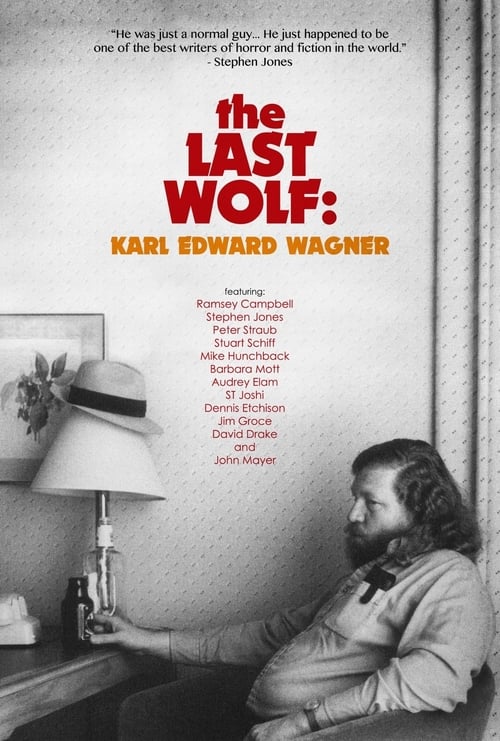 “He was just a normal guy... He just happened to be
one of the best writers of horror and fiction in the world.”
- Stephen Jones
the
LAST
WOLF:
KARL EDWARD WAGNER
featuring:
Ramsey Campbell
Stephen Jones
Peter Straub
Stuart Schiff
Mike Hunchback
Barbara Mott
Audrey Elam
ST Joshi
Dennis Etchison
Jim Groce
David Drake
and
John Mayer